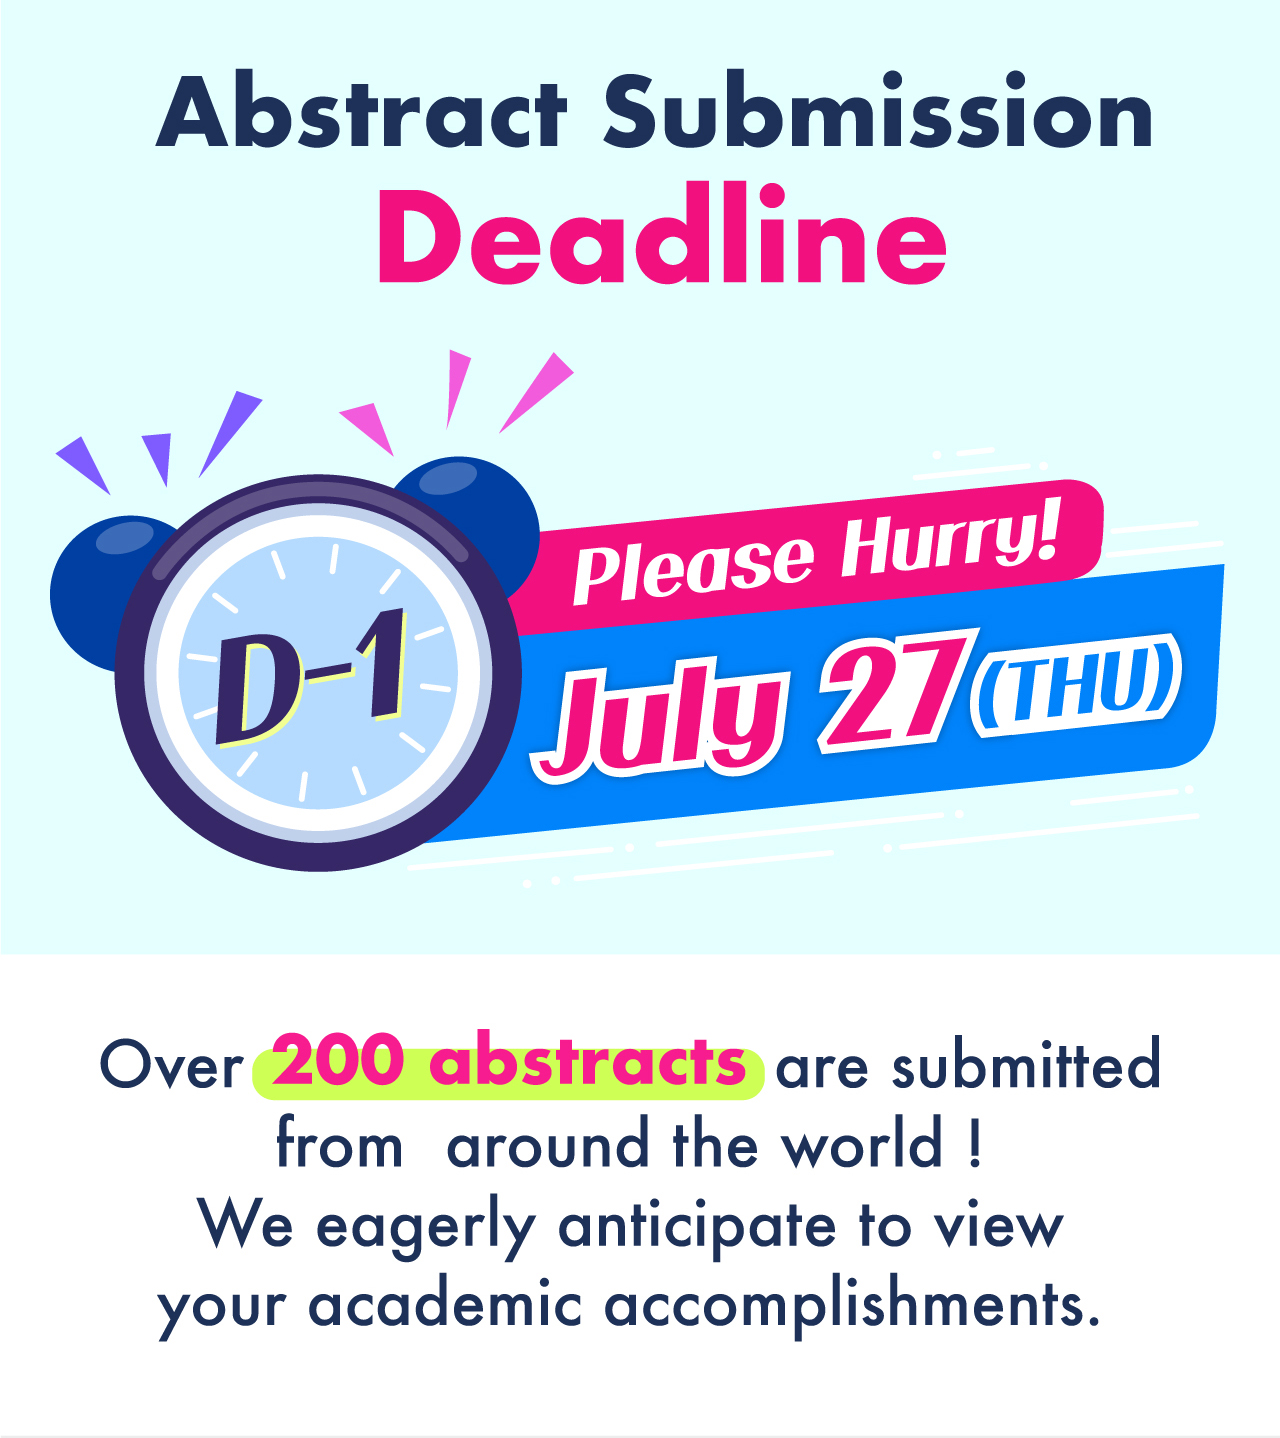 Abstract Submission
Deadline
Please Hurry!
D-1
July 27 (THU)
Over 200 abstracts are submitted
from around the world !
We eagerly anticipate to view
your academic accomplishments.